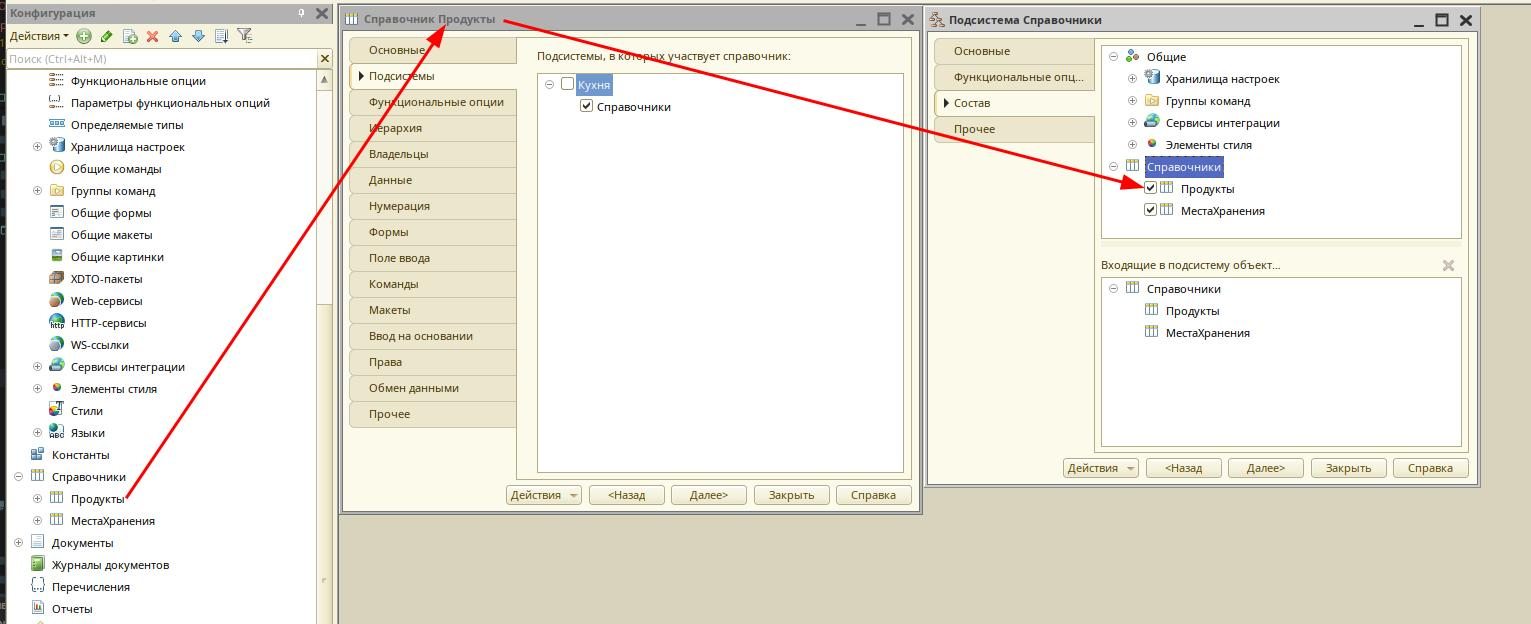 Конфигурация
Действия
Поиск (Ctrl+Alt+M)
Функциональные опции
Параметры функциональных опций
Определяемые типы
Хранилища настроек
Общие команды
Группы команд
Общие формы
Общие макеты
Общие картинки
XDTO-пакеты
Web-сервисы
HTTP-сервисы
WS-ссылки
Сервисы интеграции
Элементы стиля
Стили
Языки
Константы
Справочники
Продукты
МестаХранения
Документы
Журналы документов
Перечисления
Отчеты
Справочник Продукты
Основные
Подсистемы
Функциональные опции
Иерархия
Владельцы
Данные
Нумерация
Формы
Поле ввода
Команды
Макеты
Ввод на основании
Права
Обмен данными
Прочее
Подсистемы, в которых участвует справочник:
Кухня
Справочники
Действия
<Назад
Далее>
Закрыть
Справка
Подсистема Справочники
Основные
Функциональные опц...
Состав
Прочее
Общие
Хранилища настроек
Группы команд
Сервисы интеграции
Элементы стиля
Справочники
Продукты
МестаХранения
Входящие в подсистему объект...
Справочники
Продукты
МестаХранения
Действия
<Назад
Далее>
Закрыть
Справка